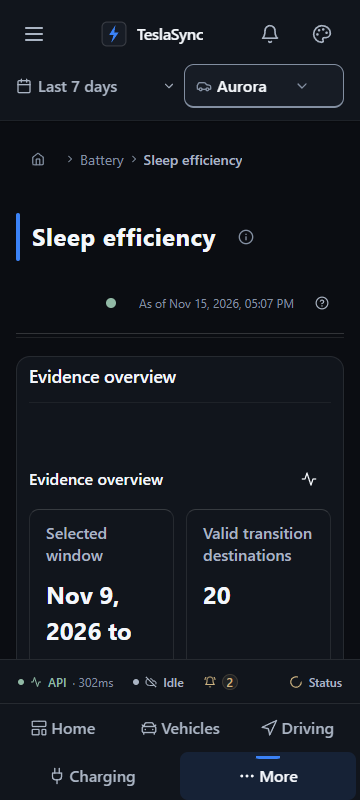 TeslaSync
Last 7 days
Aurora
Battery
Sleep efficiency
Sleep efficiency
As of Nov 15, 2026, 05:07 PM
Evidence overview
Evidence overview
Selected
window
Nov 9,
2026 to
Valid transition
destinations
20
API · 302ms
Idle
2
Status
Home
Vehicles
Driving
Charging
More